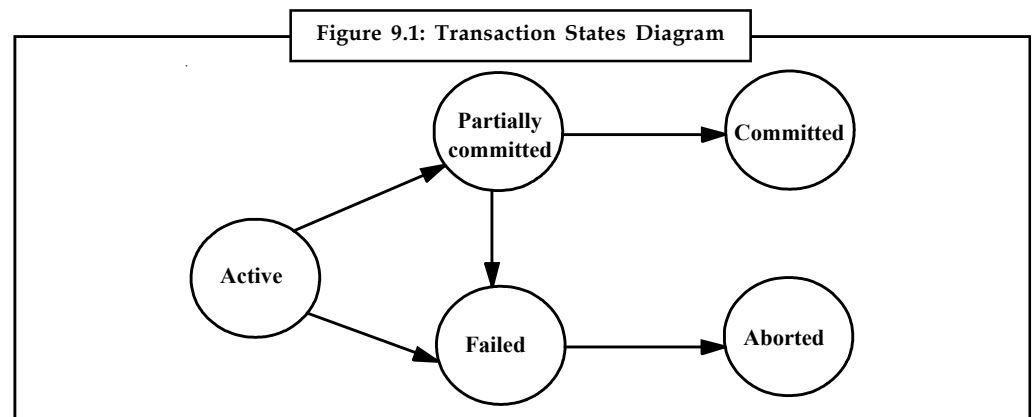 Figure 9.1: Transaction States Diagram
Partially
committed
Committed
Active
Failed
Aborted